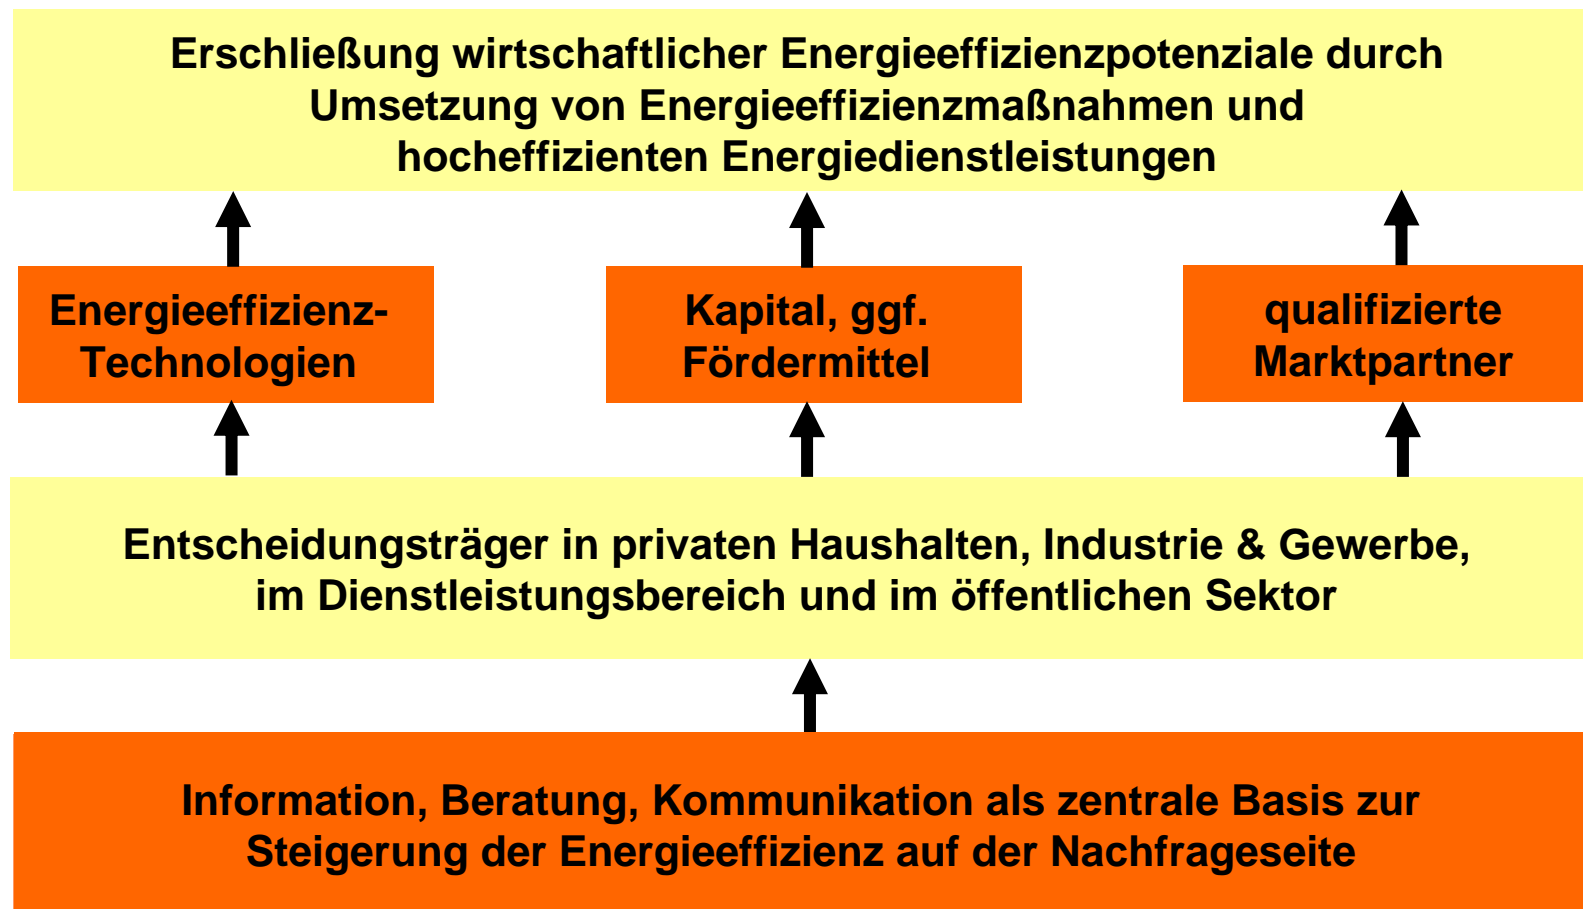 Erschließung wirtschaftlicher Energieeffizienzpotenziale durch
Umsetzung von Energieeffizienzmaßnahmen und
hocheffizienten Energiedienstleistungen
Energieeffizienz-
Technologien
Kapital, ggf.
Fördermittel
qualifizierte
Marktpartner
Entscheidungsträger in privaten Haushalten, Industrie & Gewerbe,
im Dienstleistungsbereich und im öffentlichen Sektor
Information, Beratung, Kommunikation als zentrale Basis zur
Steigerung der Energieeffizienz auf der Nachfrageseite